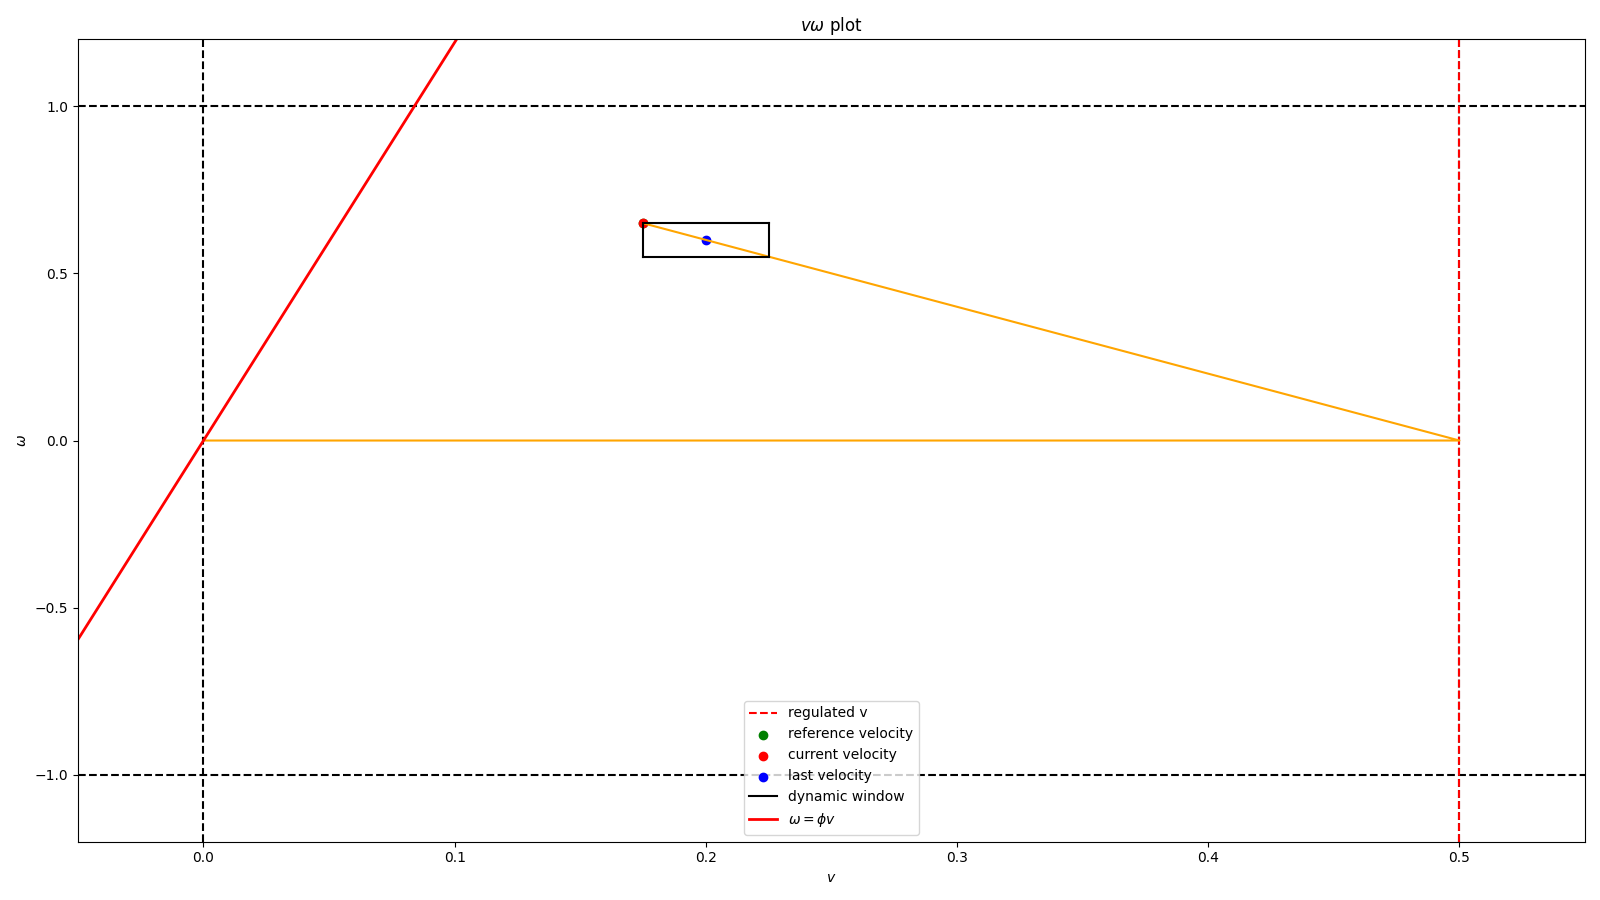 vω plot
1.0
0.5
0.0
−0.5
−1.0
ω
regulated v
reference velocity
current velocity
last velocity
dynamic window
ω = ϕv
0.0
0.1
0.2
0.3
0.4
0.5
v